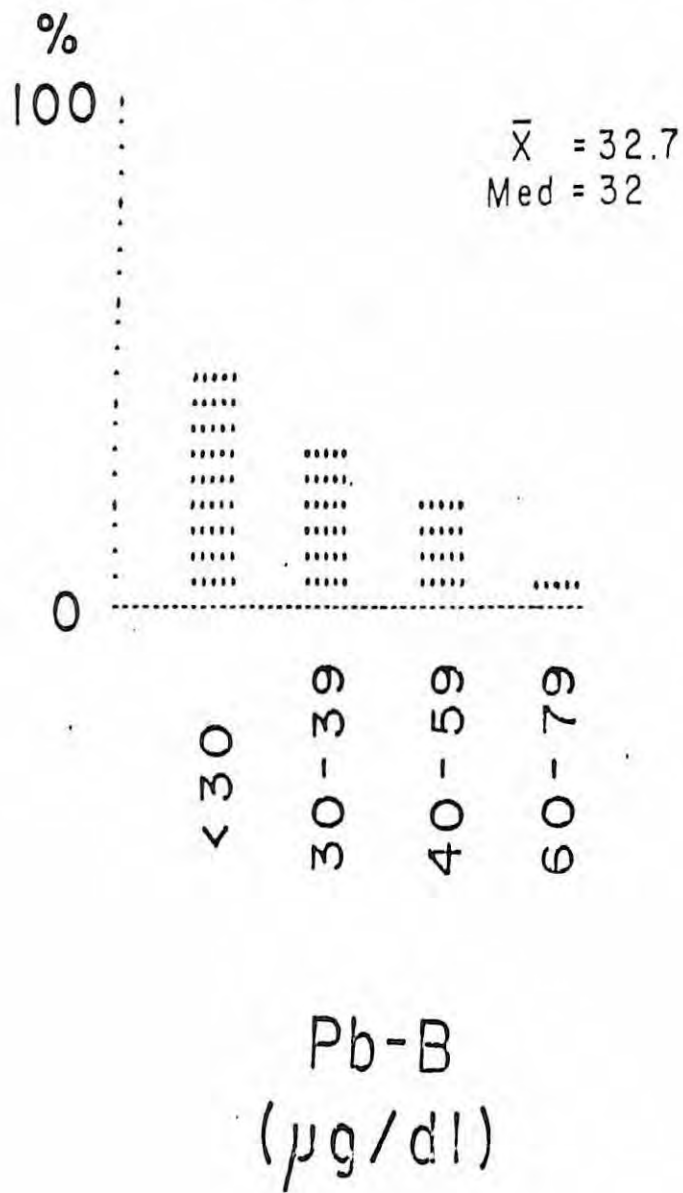 %
100
X̄ = 32.7
Med = 32
0
<30
30-39
40-59
60-79
Pb-B
(µg/dl)